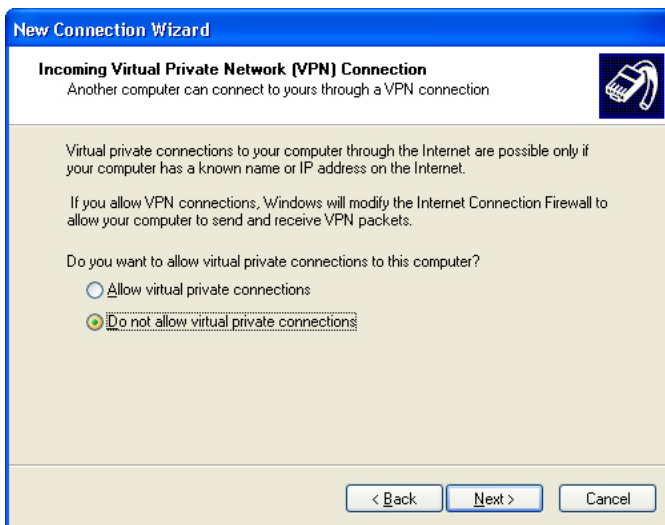 New Connection Wizard
Incoming Virtual Private Network (VPN) Connection
Another computer can connect to yours through a VPN connection
Virtual private connections to your computer through the Internet are possible only if
your computer has a known name or IP address on the Internet.
If you allow VPN connections, Windows will modify the Internet Connection Firewall to
allow your computer to send and receive VPN packets.
Do you want to allow virtual private connections to this computer?
Allow virtual private connections
Do not allow virtual private connections
< Back
Next >
Cancel